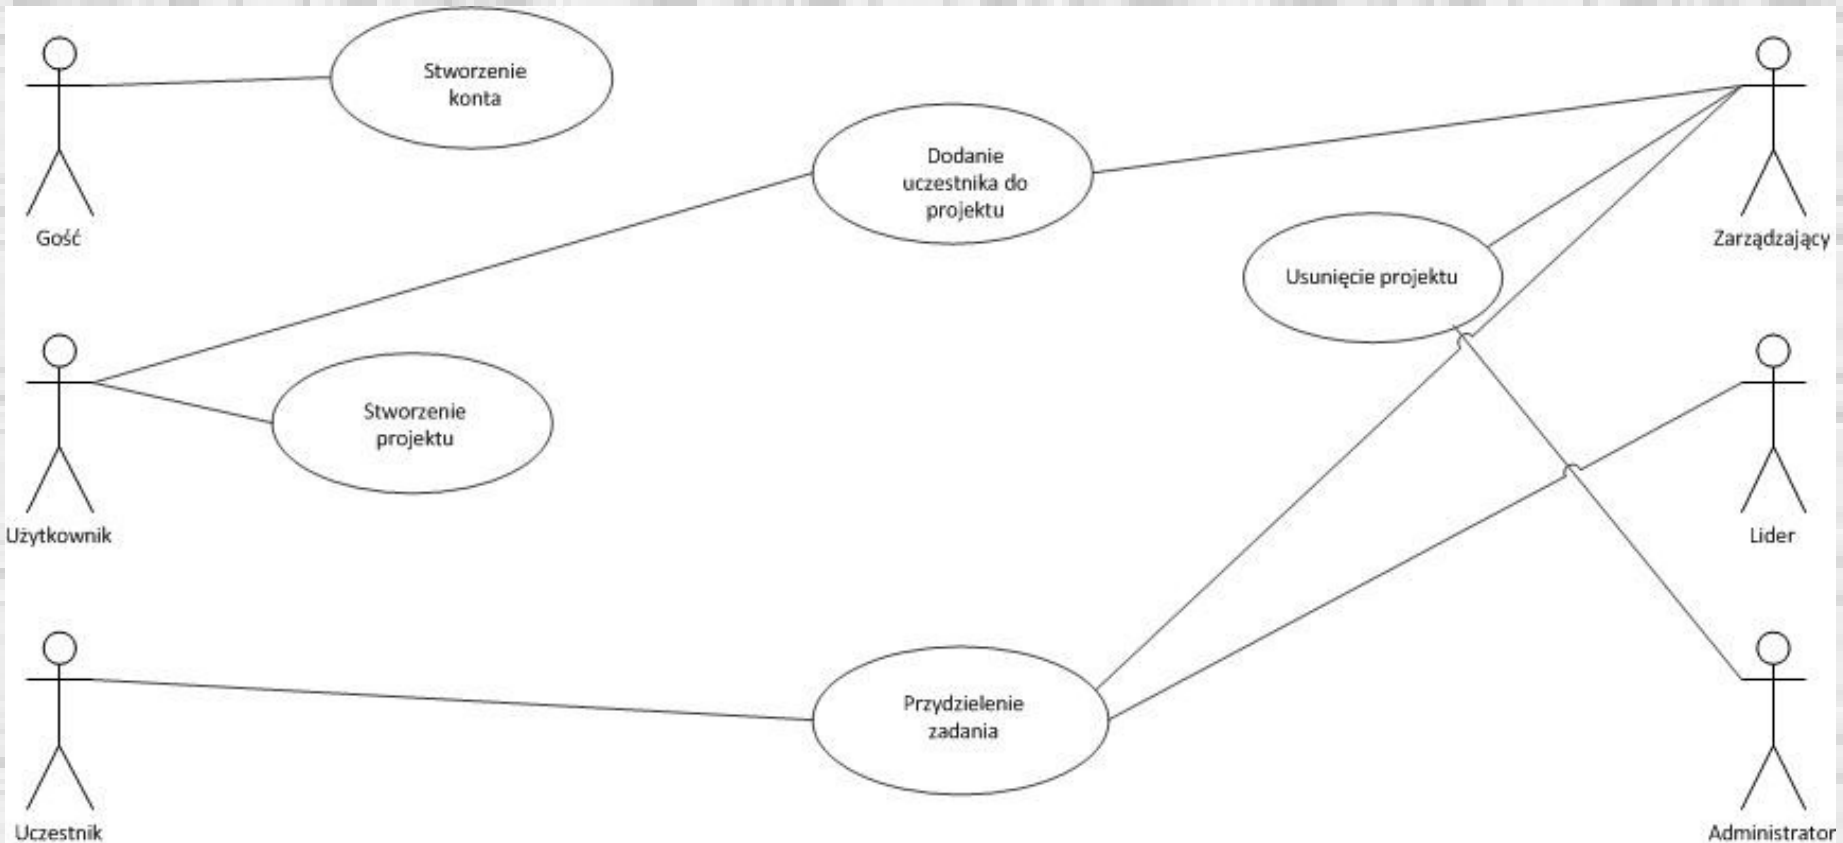 Stworzenie
konta
Dodanie
uczestnika do
projektu
Gość
Zarządzający
Usunięcie projektu
Stworzenie
projektu
Użytkownik
Lider
Przydzielenie
zadania
Uczestnik
Administrator